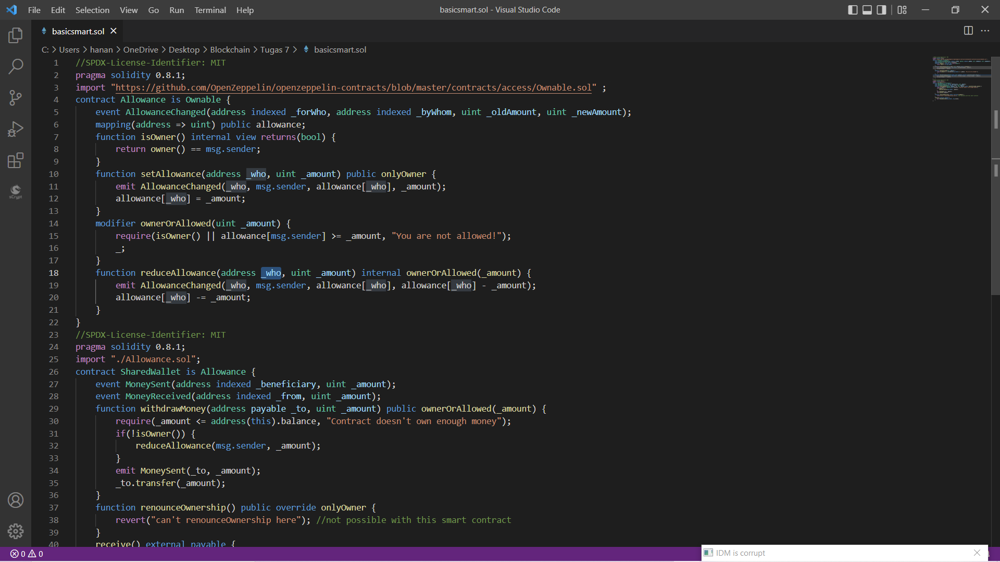 File Edit Selection View Go Run Terminal Help
basicsmart.sol - Visual Studio Code
basicsmart.sol
C: > Users > hanan > OneDrive > Desktop > Blockchain > Tugas 7 > basicsmart.sol
1 //SPDX-License-Identifier: MIT
2 pragma solidity 0.8.1;
3 import "https://github.com/OpenZeppelin/openzeppelin-contracts/blob/master/contracts/access/Ownable.sol" ;
4 contract Allowance is Ownable {
5 event AllowanceChanged(address indexed _forWho, address indexed _byWhom, uint _oldAmount, uint _newAmount);
6 mapping(address => uint) public allowance;
7 function isOwner() internal view returns(bool) {
8 return owner() == msg.sender;
9 }
10 function setAllowance(address _who, uint _amount) public onlyOwner {
11 emit AllowanceChanged(_who, msg.sender, allowance[_who], _amount);
12 allowance[_who] = _amount;
13 }
14 modifier ownerOrAllowed(uint _amount) {
15 require(isOwner() || allowance[msg.sender] >= _amount, "You are not allowed!");
16 _;
17 }
18 function reduceAllowance(address _who, uint _amount) internal ownerOrAllowed(_amount) {
19 emit AllowanceChanged(_who, msg.sender, allowance[_who], allowance[_who] - _amount);
20 allowance[_who] -= _amount;
21 }
22 }
23 //SPDX-License-Identifier: MIT
24 pragma solidity 0.8.1;
25 import "./Allowance.sol";
26 contract SharedWallet is Allowance {
27 event MoneySent(address indexed _beneficiary, uint _amount);
28 event MoneyReceived(address indexed _from, uint _amount);
29 function withdrawMoney(address payable _to, uint _amount) public ownerOrAllowed(_amount) {
30 require(_amount <= address(this).balance, "Contract doesn't own enough money");
31 if(!isOwner()) {
32 reduceAllowance(msg.sender, _amount);
33 }
34 emit MoneySent(_to, _amount);
35 _to.transfer(_amount);
36 }
37 function renounceOwnership() public override onlyOwner {
38 revert("can't renounceOwnership here"); //not possible with this smart contract
39 }
40 receive() external payable {
sCrypt
0 0
IDM is corrupt